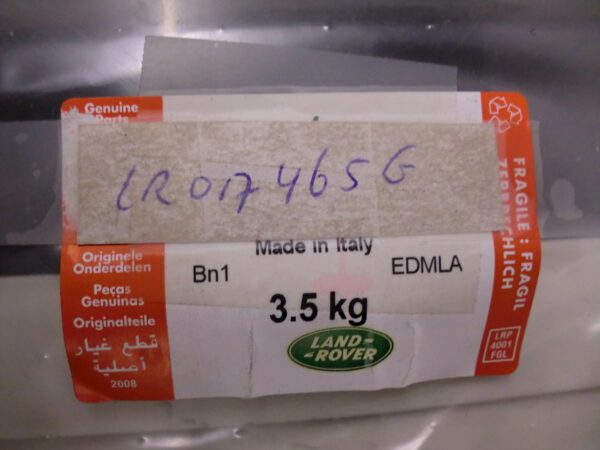 Genuine
Parts
LR017465G
Made in Italy
Bn1
EDMLA
3.5 kg
LAND-
-ROVER
Originele
Onderdelen
Peças
Genuinas
Originalteile
قطع غيار
أصلية
2008
FRAGILE : FRAGIL
ZERBRECHLICH
LRP
4001
FGL